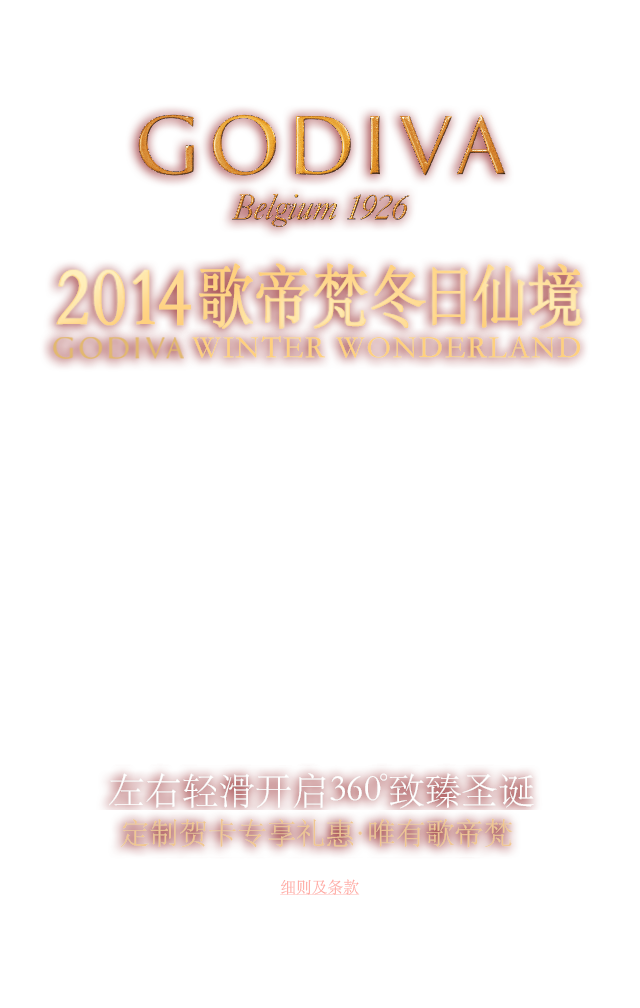 GODIVA
Belgium 1926
2014歌帝梵冬日仙境
GODIVA WINTER WONDERLAND
左右轻滑开启360°致臻圣诞
定制贺卡专享礼惠·唯有歌帝梵
细则及条款